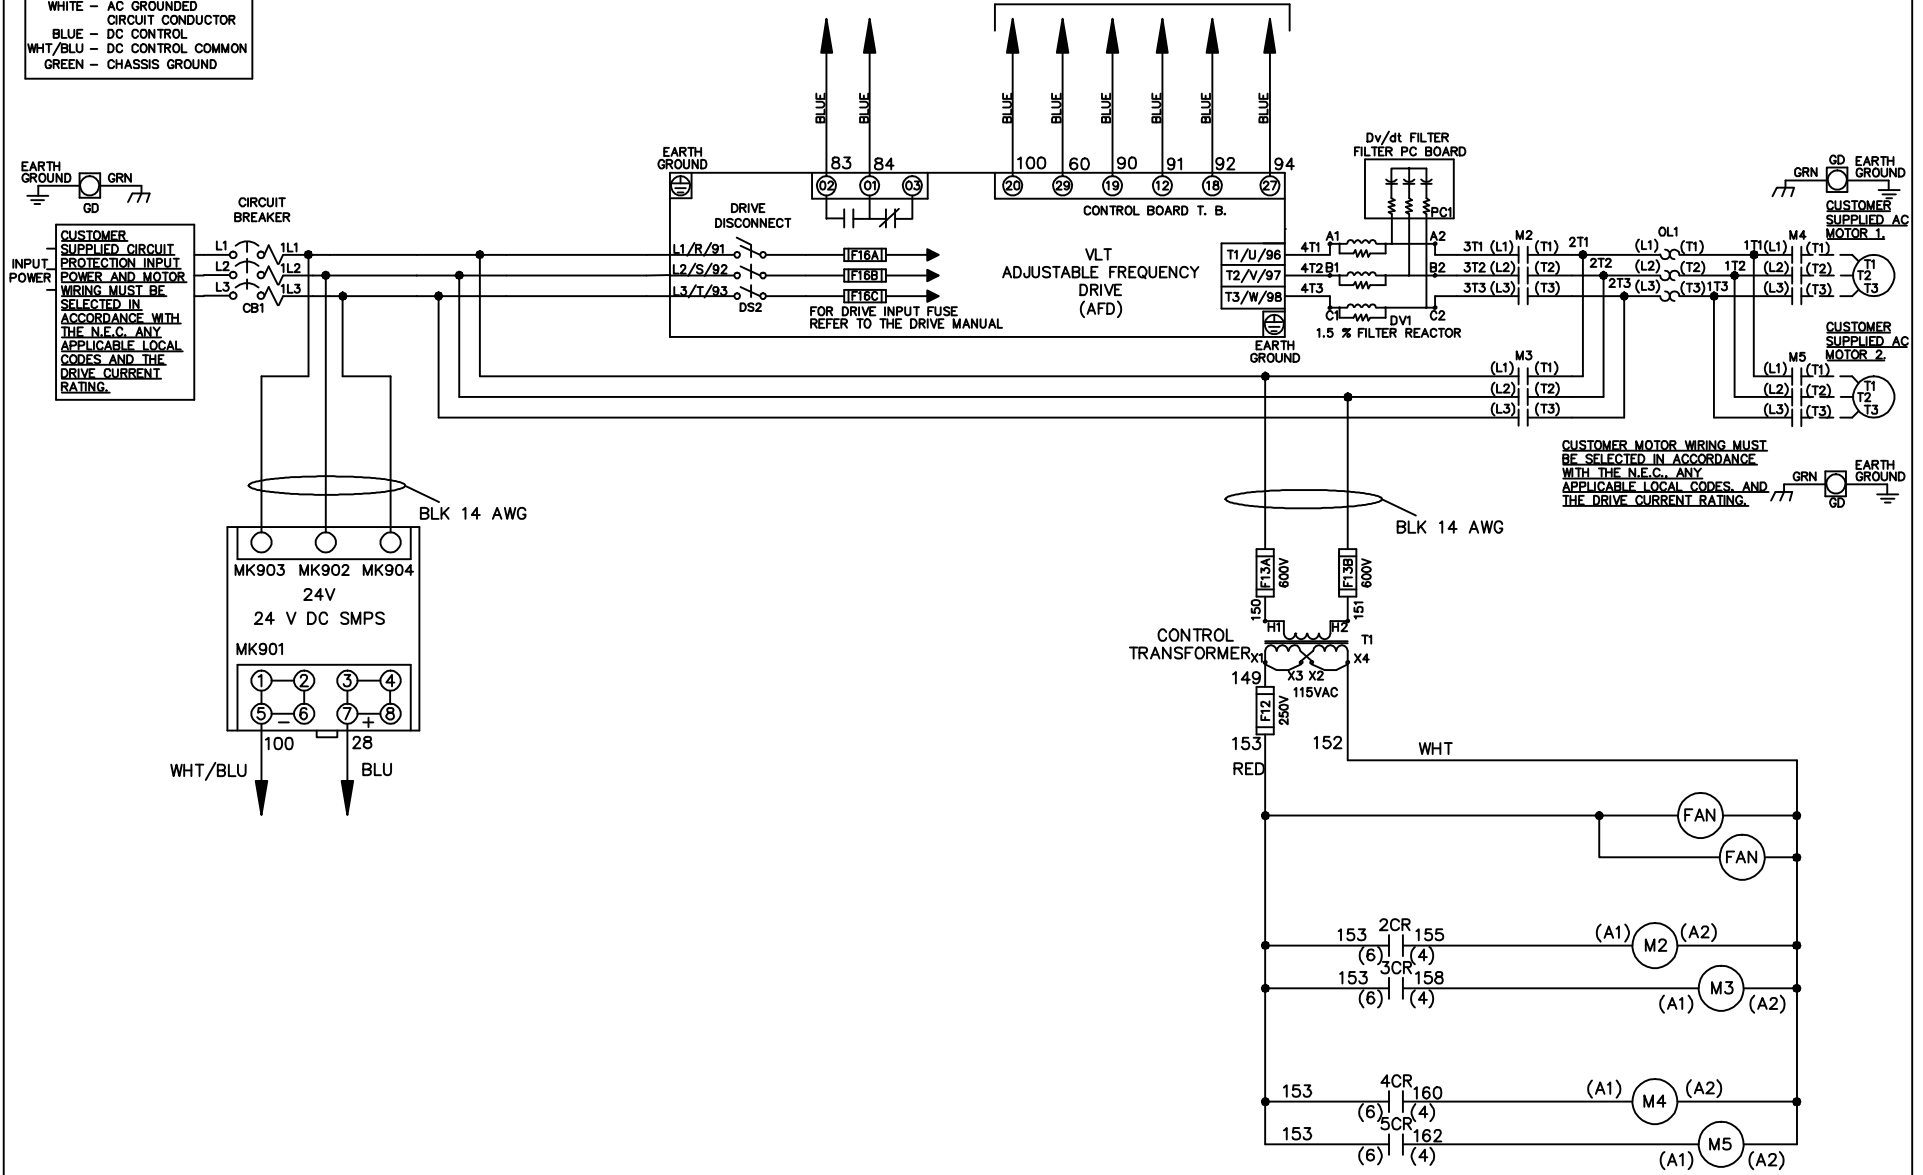 WHITE – AC GROUNDED
CIRCUIT CONDUCTOR
BLUE – DC CONTROL
WHT/BLU – DC CONTROL COMMON
GREEN – CHASSIS GROUND
BLUE
BLUE
BLUE
BLUE
BLUE
BLUE
BLUE
BLUE
83
84
100
60
90
91
92
94
EARTH
GROUND
02
01
03
20
29
19
12
18
27
CONTROL BOARD T. B.
EARTH
GROUND
GRN
GD
CIRCUIT
BREAKER
L1
L2
L3
1L1
1L2
1L3
CB1
INPUT
POWER
CUSTOMER
SUPPLIED CIRCUIT
PROTECTION INPUT
POWER AND MOTOR
WIRING MUST BE
SELECTED IN
ACCORDANCE WITH
THE N.E.C. ANY
APPLICABLE LOCAL
CODES AND THE
DRIVE CURRENT
RATING.
DRIVE
DISCONNECT
L1/R/91
L2/S/92
L3/T/93
DS2
F16A
F16B
F16C
FOR DRIVE INPUT FUSE
REFER TO THE DRIVE MANUAL
VLT
ADJUSTABLE FREQUENCY
DRIVE
(AFD)
T1/U/96
T2/V/97
T3/W/98
EARTH
GROUND
Dv/dt FILTER
FILTER PC BOARD
PC1
4T1
4T2
4T3
A1
B1
C1
A2
B2
C2
DV1
1.5 % FILTER REACTOR
3T1 (L1) M2 (T1) 2T1
3T2 (L2) (T2) 2T2
3T3 (L3) (T3) 2T3
(L1) OL1 (T1) 1T1
(L2) (T2) 1T2
(L3) (T3) 1T3
(L1) M4 (T1)
(L2) (T2)
(L3) (T3)
T1
T2
T3
GRN
GD
EARTH
GROUND
CUSTOMER
SUPPLIED AC
MOTOR 1.
CUSTOMER
SUPPLIED AC
MOTOR 2.
M3
(L1) (T1)
(L2) (T2)
(L3) (T3)
M5
(L1) (T1)
(L2) (T2)
(L3) (T3)
T1
T2
T3
CUSTOMER MOTOR WIRING MUST
BE SELECTED IN ACCORDANCE
WITH THE N.E.C., ANY
APPLICABLE LOCAL CODES, AND
THE DRIVE CURRENT RATING.
GRN
GD
EARTH
GROUND
BLK 14 AWG
MK903 MK902 MK904
24V
24 V DC SMPS
MK901
1
2
3
4
5
–
6
7
+
8
100
28
WHT/BLU
BLU
BLK 14 AWG
F13A
600V
F13B
600V
150
151
H1
H2
T1
CONTROL
TRANSFORMER
X1
X4
X3 X2
115VAC
149
F12
250V
153
RED
152
WHT
FAN
FAN
153 2CR 155
(6) (4)
(A1) M2 (A2)
153 3CR 158
(6) (4)
M3
(A1) (A2)
153 4CR 160
(6) (4)
(A1) M4 (A2)
153 5CR 162
(6) (4)
M5
(A1) (A2)